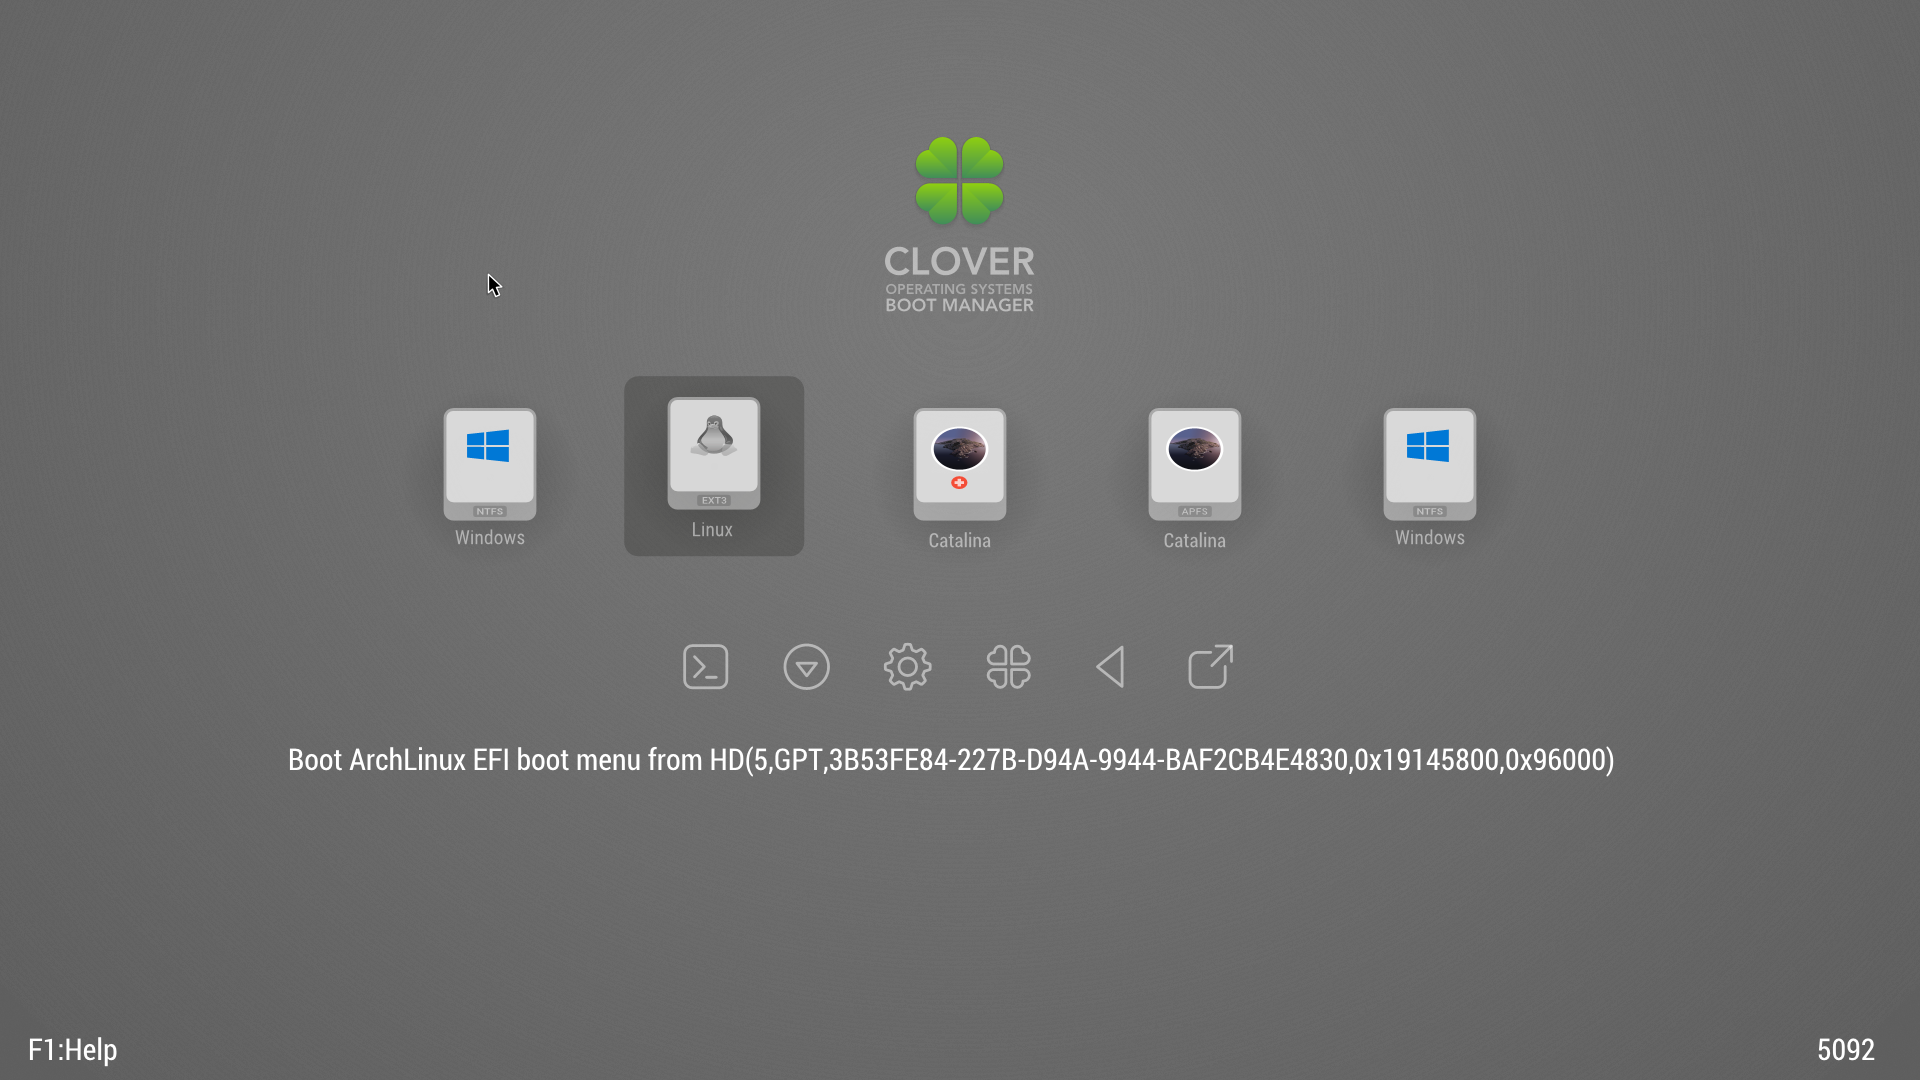 CLOVER
OPERATING SYSTEMS
BOOT MANAGER
NTFS
Windows
EXT3
Linux
Catalina
APFS
Catalina
NTFS
Windows
Boot ArchLinux EFI boot menu from HD(5,GPT,3B53FE84-227B-D94A-9944-BAF2CB4E4830,0x19145800,0x96000)
F1:Help
5092